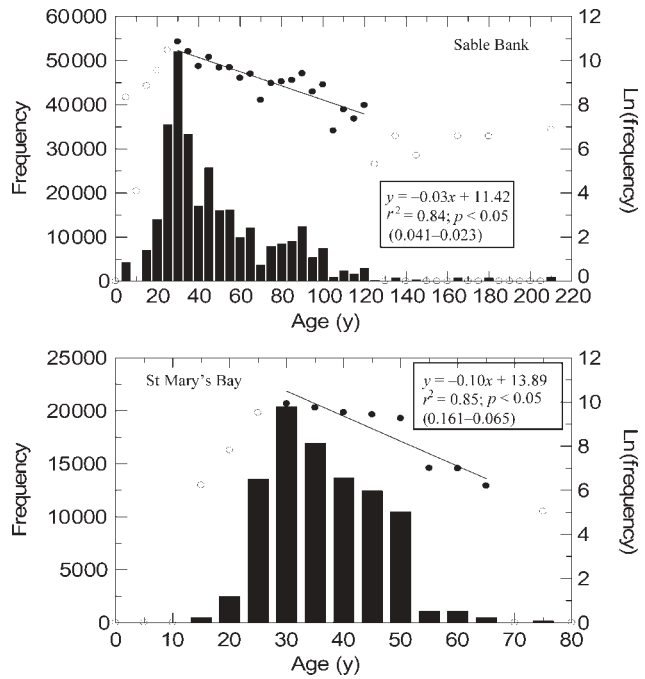 60000
50000
40000
30000
20000
10000
0
Frequency
12
10
8
6
4
2
0
Ln(frequency)
Sable Bank
y = –0.03x + 11.42
r² = 0.84; p < 0.05
(0.041–0.023)
0 20 40 60 80 100 120 140 160 180 200 220
Age (y)
25000
20000
15000
10000
5000
0
Frequency
12
10
8
6
4
2
0
Ln(frequency)
St Mary's Bay
y = –0.10x + 13.89
r² = 0.85; p < 0.05
(0.161–0.065)
0 10 20 30 40 50 60 70 80
Age (y)